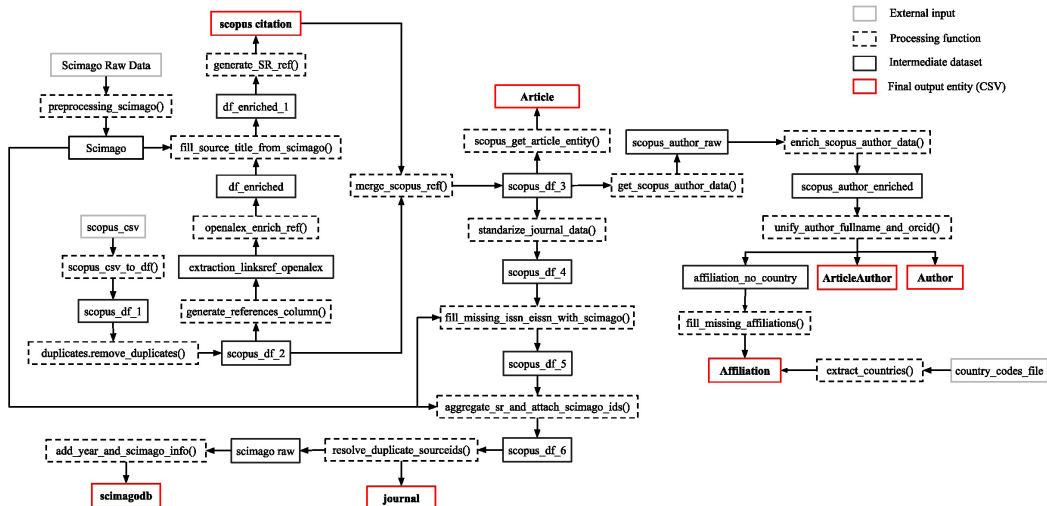 scopus citation
External input
Processing function
Intermediate dataset
Final output entity (CSV)
Scimago Raw Data
generate_SR_ref()
preprocessing_scimago()
df_enriched_1
Article
Scimago
fill_source_title_from_scimago()
scopus_get_article_entity()
scopus_author_raw
enrich_scopus_author_data()
df_enriched
merge_scopus_ref()
scopus_df_3
get_scopus_author_data()
scopus_author_enriched
scopus_csv
openalex_enrich_ref()
standarize_journal_data()
unify_author_fullname_and_orcid()
scopus_csv_to_df()
extraction_linksref_openalex
scopus_df_4
affiliation_no_country
ArticleAuthor
Author
scopus_df_1
generate_references_column()
fill_missing_issn_eissn_with_scimago()
fill_missing_affiliations()
duplicates.remove_duplicates()
scopus_df_2
scopus_df_5
Affiliation
extract_countries()
country_codes_file
aggregate_sr_and_attach_scimago_ids()
add_year_and_scimago_info()
scimago raw
resolve_duplicate_sourceids()
scopus_df_6
scimagodb
journal